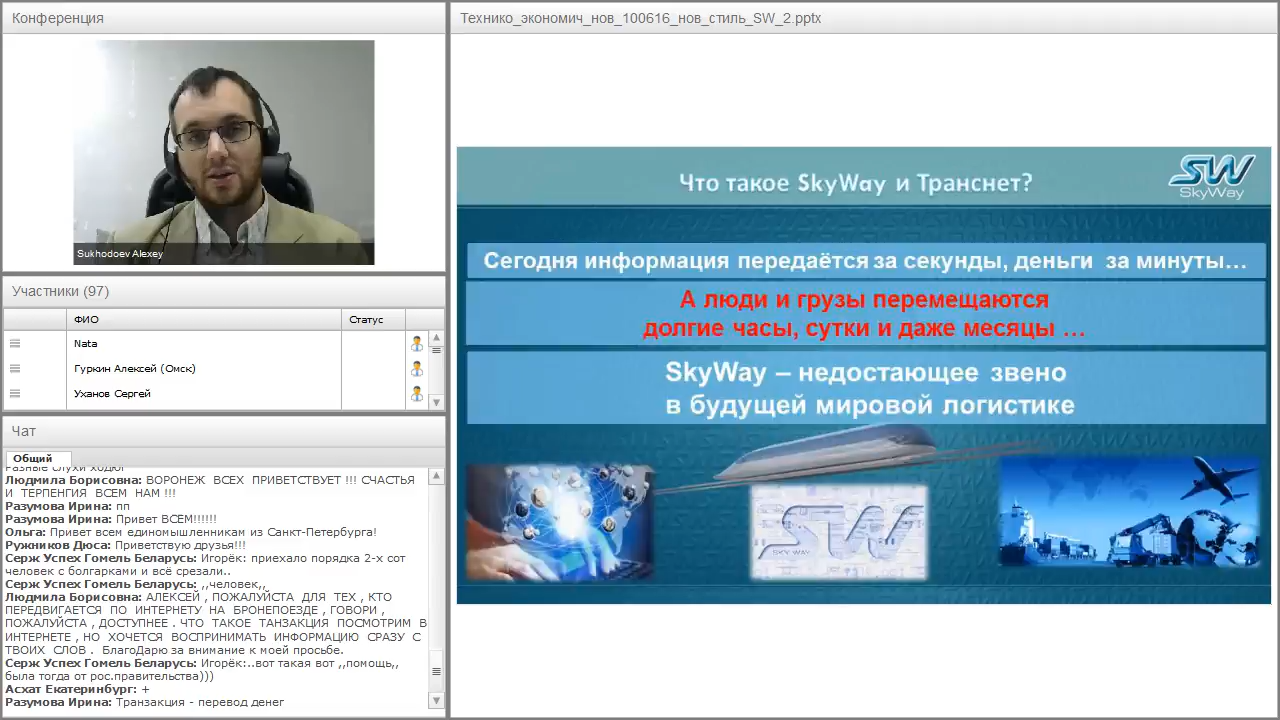 Конференция
Sukhodoev Alexey
Участники (97)
ФИО
Статус
Nata
Гуркин Алексей (Омск)
Уханов Сергей
Чат
Общий
Разные слухи ходют
Людмила Борисовна: ВОРОНЕЖ ВСЕХ ПРИВЕТСТВУЕТ !!! СЧАСТЬЯ
И ТЕРПЕНГИЯ ВСЕМ НАМ !!!
Разумова Ирина: пп
Разумова Ирина: Привет ВСЕМ!!!!!!
Ольга: Привет всем единомышленникам из Санкт-Петербурга!
Ружников Дюса: Приветствую друзья!!!
Серж Успех Гомель Беларусь: Игорёк: приехало порядка 2-х сот
человек с болгарками и всё срезали..
Серж Успех Гомель Беларусь: ,,человек,,
Людмила Борисовна: АЛЕКСЕЙ , ПОЖАЛУЙСТА ДЛЯ ТЕХ , КТО
ПЕРЕДВИГАЕТСЯ ПО ИНТЕРНЕТУ НА БРОНЕПОЕЗДЕ , ГОВОРИ ,
ПОЖАЛУЙСТА , ДОСТУПНЕЕ . ЧТО ТАКОЕ ТАНЗАКЦИЯ ПОСМОТРИМ В
ИНТЕРНЕТЕ , НО ХОЧЕТСЯ ВОСПРИНИМАТЬ ИНФОРМАЦИЮ СРАЗУ С
ТВОИХ СЛОВ . БлагоДарю за внимание к моей просьбе.
Серж Успех Гомель Беларусь: Игорёк:..вот такая вот ,,помощь,,
была тогда от рос.правительства)))
Асхат Екатеринбург: +
Разумова Ирина: Транзакция - перевод денег
Технико_экономич_нов_100616_нов_стиль_SW_2.pptx
Что такое SkyWay и Транснет?
SW
SkyWay
Сегодня информация передаётся за секунды, деньги за минуты…
А люди и грузы перемещаются
долгие часы, сутки и даже месяцы …
SkyWay – недостающее звено
в будущей мировой логистике
SW
SKY WAY